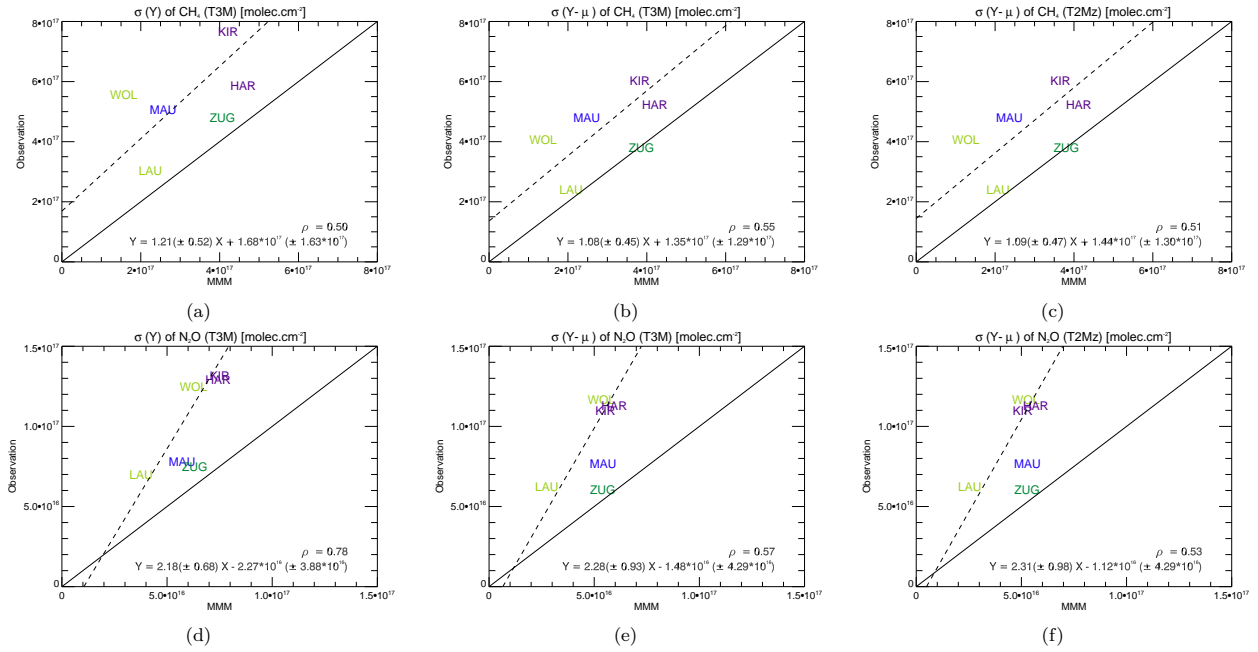 σ (Y) of CH₄ (T3M) [molec.cm⁻²]
8•10¹⁷
6•10¹⁷
4•10¹⁷
2•10¹⁷
0
Observation
KIR
HAR
WOL
MAU
ZUG
LAU
ρ = 0.50
Y = 1.21(± 0.52) X + 1.68*10¹⁷ (± 1.63*10¹⁷)
0 2•10¹⁷ 4•10¹⁷ 6•10¹⁷ 8•10¹⁷
MMM
(a)
σ (Y- μ ) of CH₄ (T3M) [molec.cm⁻²]
8•10¹⁷
6•10¹⁷
4•10¹⁷
2•10¹⁷
0
Observation
KIR
HAR
MAU
WOL
ZUG
LAU
ρ = 0.55
Y = 1.08(± 0.45) X + 1.35*10¹⁷ (± 1.29*10¹⁷)
0 2•10¹⁷ 4•10¹⁷ 6•10¹⁷ 8•10¹⁷
MMM
(b)
σ (Y- μ ) of CH₄ (T2Mz) [molec.cm⁻²]
8•10¹⁷
6•10¹⁷
4•10¹⁷
2•10¹⁷
0
Observation
KIR
HAR
MAU
WOL
ZUG
LAU
ρ = 0.51
Y = 1.09(± 0.47) X + 1.44*10¹⁷ (± 1.30*10¹⁷)
0 2•10¹⁷ 4•10¹⁷ 6•10¹⁷ 8•10¹⁷
MMM
(c)
σ (Y) of N₂O (T3M) [molec.cm⁻²]
1.5•10¹⁷
1.0•10¹⁷
5.0•10¹⁶
0
Observation
KIR
HAR
WOL
MAU
ZUG
LAU
ρ = 0.78
Y = 2.18(± 0.68) X - 2.27*10¹⁶ (± 3.88*10¹⁶)
0 5.0•10¹⁶ 1.0•10¹⁷ 1.5•10¹⁷
MMM
(d)
σ (Y- μ ) of N₂O (T3M) [molec.cm⁻²]
1.5•10¹⁷
1.0•10¹⁷
5.0•10¹⁶
0
Observation
WOL
HAR
KIR
MAU
ZUG
LAU
ρ = 0.57
Y = 2.28(± 0.93) X - 1.48*10¹⁶ (± 4.29*10¹⁶)
0 5.0•10¹⁶ 1.0•10¹⁷ 1.5•10¹⁷
MMM
(e)
σ (Y- μ ) of N₂O (T2Mz) [molec.cm⁻²]
1.5•10¹⁷
1.0•10¹⁷
5.0•10¹⁶
0
Observation
WOL
HAR
KIR
MAU
ZUG
LAU
ρ = 0.53
Y = 2.31(± 0.98) X - 1.12*10¹⁶ (± 4.29*10¹⁶)
0 5.0•10¹⁶ 1.0•10¹⁷ 1.5•10¹⁷
MMM
(f)